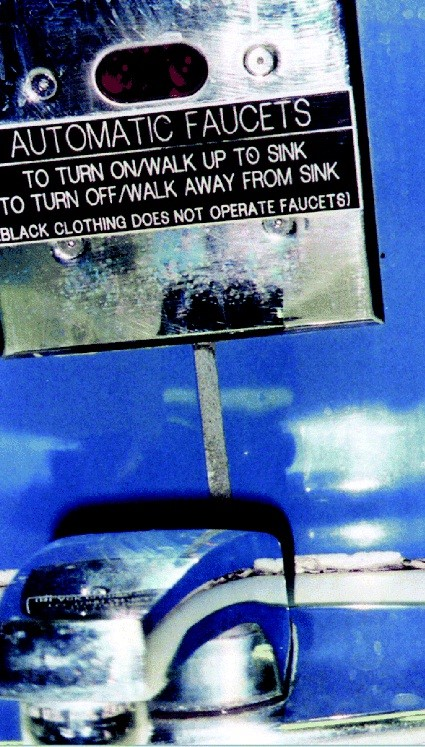 AUTOMATIC FAUCETS
TO TURN ON/WALK UP TO SINK
TO TURN OFF/WALK AWAY FROM SINK
(BLACK CLOTHING DOES NOT OPERATE FAUCETS)